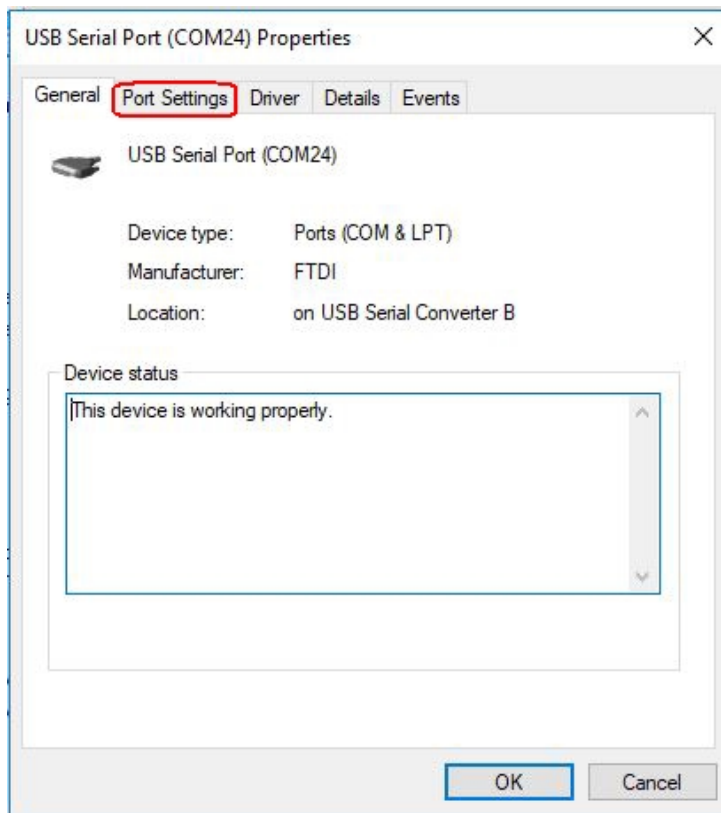 USB Serial Port (COM24) Properties
General Port Settings Driver Details Events
USB Serial Port (COM24)
Device type: Ports (COM & LPT)
Manufacturer: FTDI
Location: on USB Serial Converter B
Device status
This device is working properly.
OK Cancel